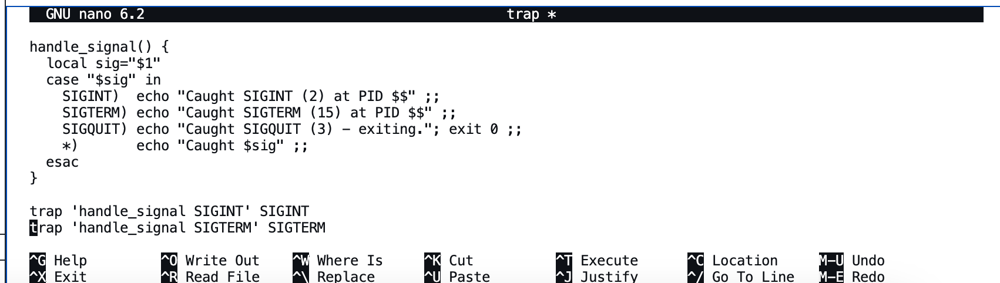 GNU nano 6.2 trap *
handle_signal() {
  local sig="$1"
  case "$sig" in
    SIGINT)  echo "Caught SIGINT (2) at PID $$" ;;
    SIGTERM) echo "Caught SIGTERM (15) at PID $$" ;;
    SIGQUIT) echo "Caught SIGQUIT (3) – exiting."; exit 0 ;;
    *)       echo "Caught $sig" ;;
  esac
}
trap 'handle_signal SIGINT' SIGINT
trap 'handle_signal SIGTERM' SIGTERM
^G Help ^O Write Out ^W Where Is ^K Cut ^T Execute ^C Location M-U Undo
^X Exit ^R Read File ^\ Replace ^U Paste ^J Justify ^/ Go To Line M-E Redo